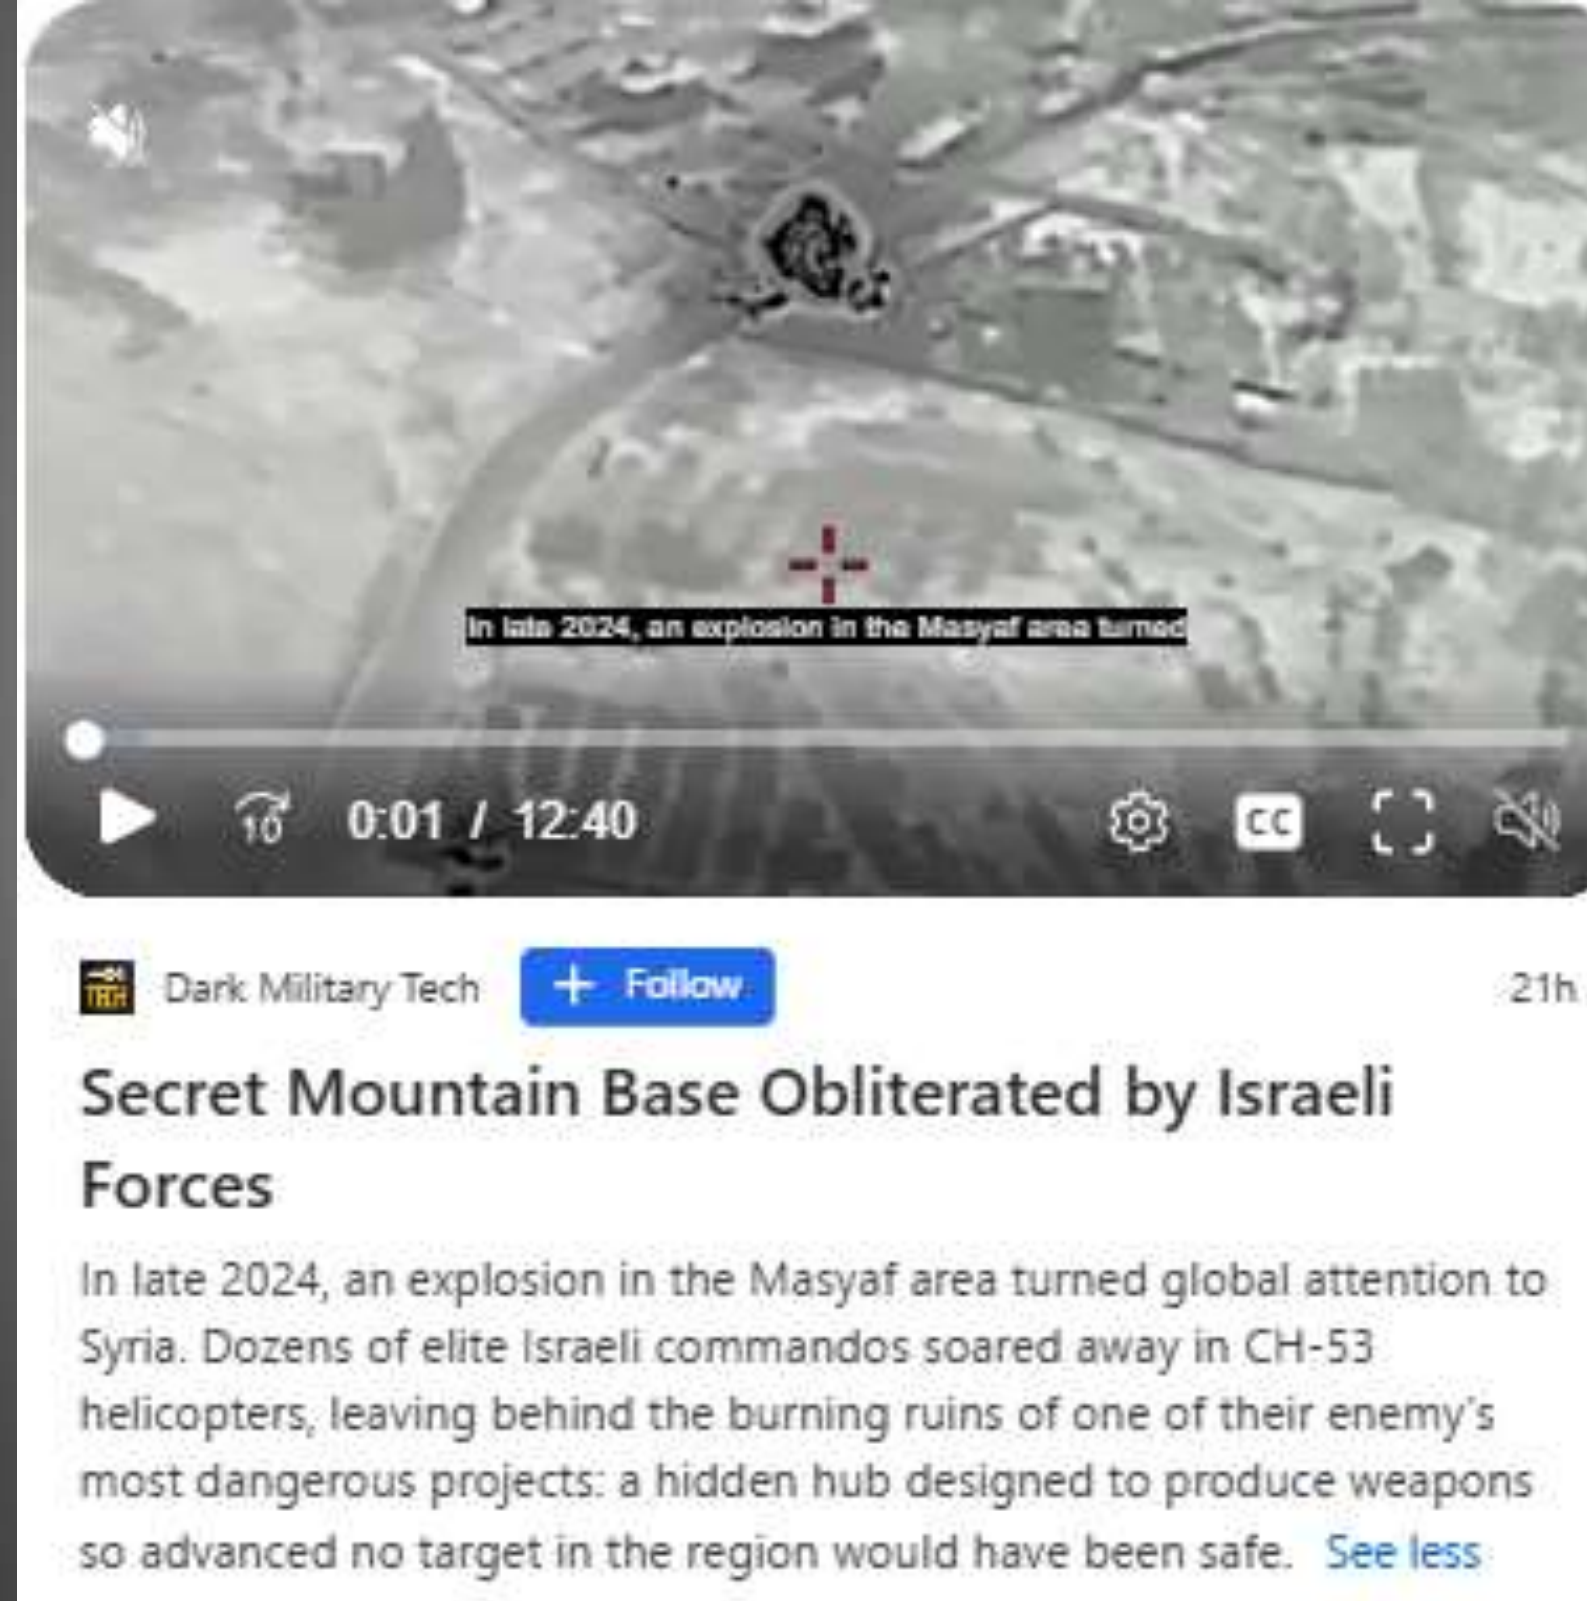 In late 2024, an explosion in the Masyaf area turned
10
0:01 / 12:40
CC
TECH
Dark Military Tech
+ Follow
21h
Secret Mountain Base Obliterated by Israeli
Forces
In late 2024, an explosion in the Masyaf area turned global attention to
Syria. Dozens of elite Israeli commandos soared away in CH-53
helicopters, leaving behind the burning ruins of one of their enemy's
most dangerous projects: a hidden hub designed to produce weapons
so advanced no target in the region would have been safe. See less